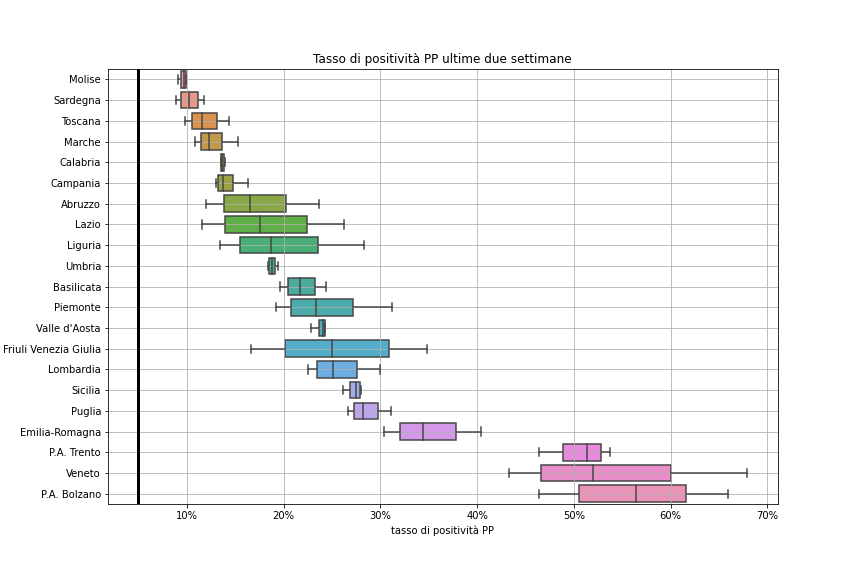 Tasso di positività PP ultime due settimane
Molise
Sardegna
Toscana
Marche
Calabria
Campania
Abruzzo
Lazio
Liguria
Umbria
Basilicata
Piemonte
Valle d'Aosta
Friuli Venezia Giulia
Lombardia
Sicilia
Puglia
Emilia-Romagna
P.A. Trento
Veneto
P.A. Bolzano
10% 20% 30% 40% 50% 60% 70%
tasso di positività PP